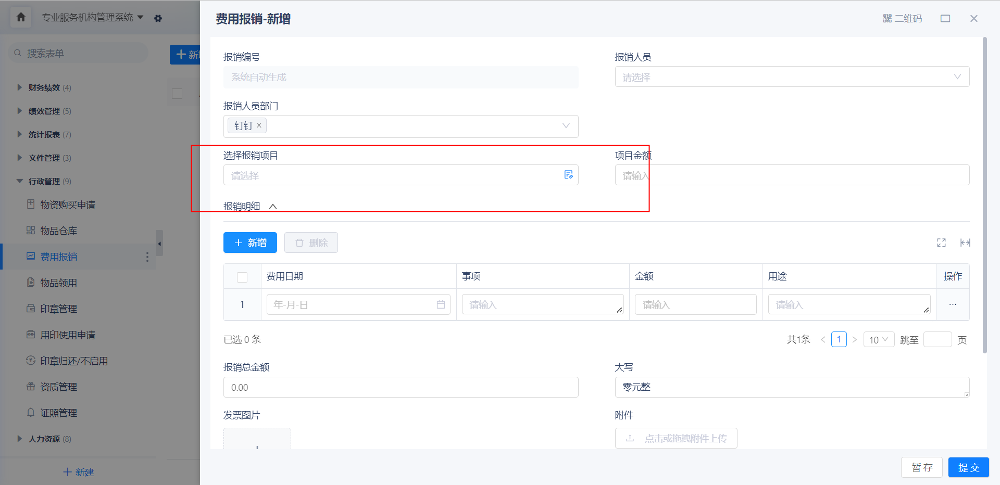 专业服务机构管理系统
费用报销-新增
二维码
搜索表单
财务绩效 (4)
绩效管理 (5)
统计报表 (7)
文件管理 (3)
行政管理 (9)
物资购买申请
物品仓库
费用报销
物品领用
印章管理
用印使用申请
印章归还/不启用
资质管理
证照管理
人力资源 (8)
新建
报销编号
系统自动生成
报销人员
请选择
报销人员部门
钉钉
选择报销项目
请选择
项目金额
请输入
报销明细
新增
删除
费用日期 事项 金额 用途 操作
1 年-月-日 请输入 请输入 请输入 ...
已选 0 条
共1条 < 1 > 10 跳至 页
报销总金额
0.00
大写
零元整
发票图片
附件
点击或拖拽附件上传
暂 存
提 交